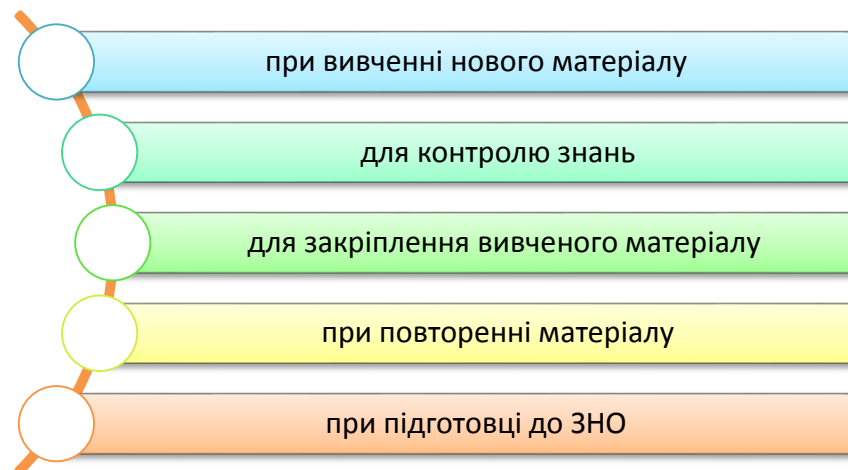 при вивченні нового матеріалу
для контролю знань
для закріплення вивченого матеріалу
при повторенні матеріалу
при підготовці до ЗНО